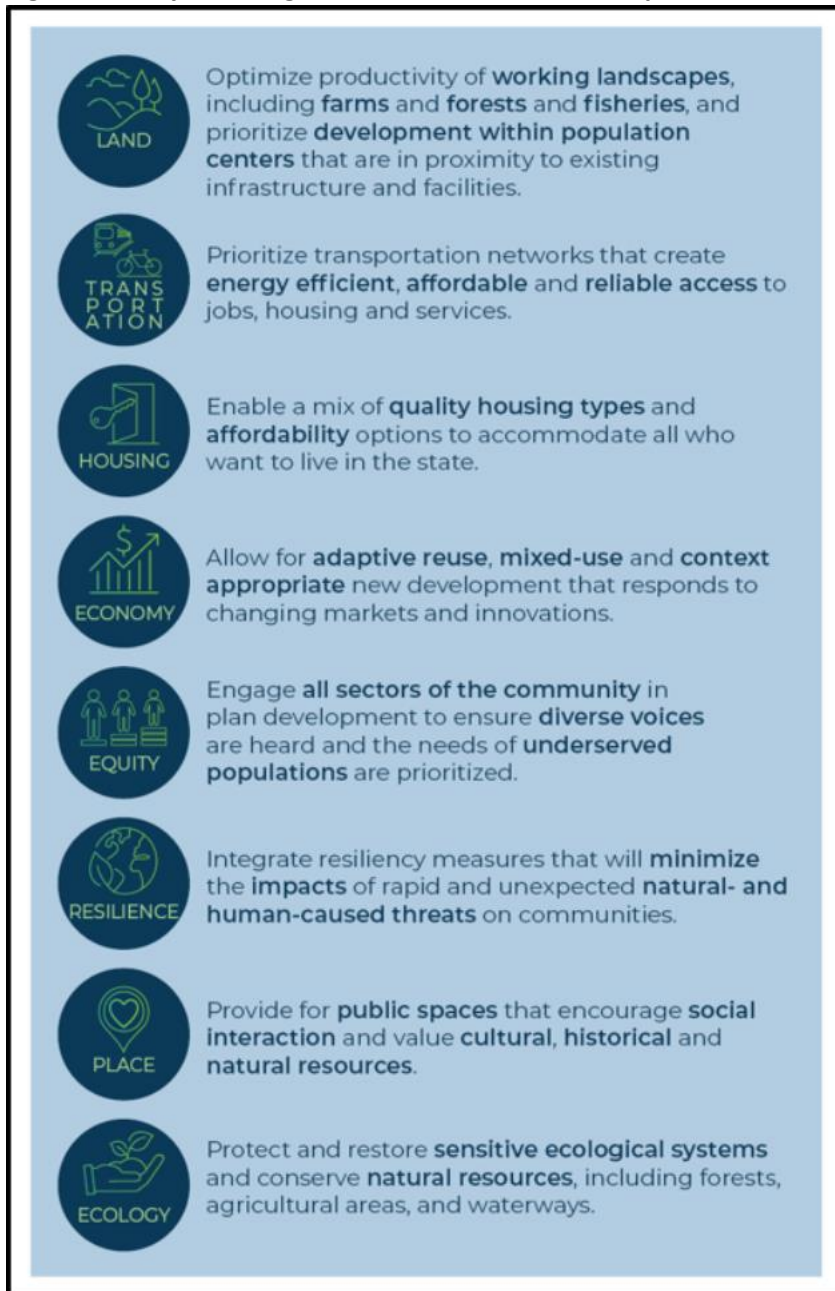 LAND
Optimize productivity of working landscapes,
including farms and forests and fisheries, and
prioritize development within population
centers that are in proximity to existing
infrastructure and facilities.
TRANS
PORT
ATION
Prioritize transportation networks that create
energy efficient, affordable and reliable access to
jobs, housing and services.
HOUSING
Enable a mix of quality housing types and
affordability options to accommodate all who
want to live in the state.
$
ECONOMY
Allow for adaptive reuse, mixed-use and context
appropriate new development that responds to
changing markets and innovations.
EQUITY
Engage all sectors of the community in
plan development to ensure diverse voices
are heard and the needs of underserved
populations are prioritized.
RESILIENCE
Integrate resiliency measures that will minimize
the impacts of rapid and unexpected natural- and
human-caused threats on communities.
PLACE
Provide for public spaces that encourage social
interaction and value cultural, historical and
natural resources.
ECOLOGY
Protect and restore sensitive ecological systems
and conserve natural resources, including forests,
agricultural areas, and waterways.